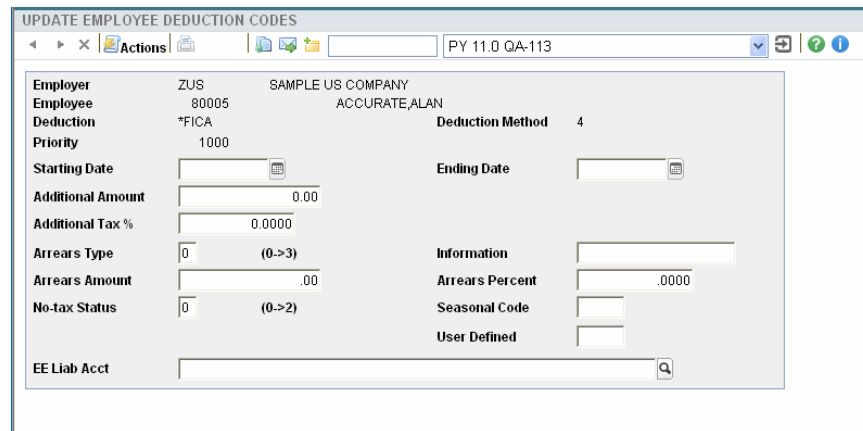 UPDATE EMPLOYEE DEDUCTION CODES
Actions PY 11.0 QA-113
Employer ZUS SAMPLE US COMPANY
Employee 80005 ACCURATE,ALAN
Deduction *FICA Deduction Method 4
Priority 1000
Starting Date Ending Date
Additional Amount 0.00
Additional Tax % 0.0000
Arrears Type 0 (0->3) Information
Arrears Amount .00 Arrears Percent .0000
No-tax Status 0 (0->2) Seasonal Code
User Defined
EE Liab Acct